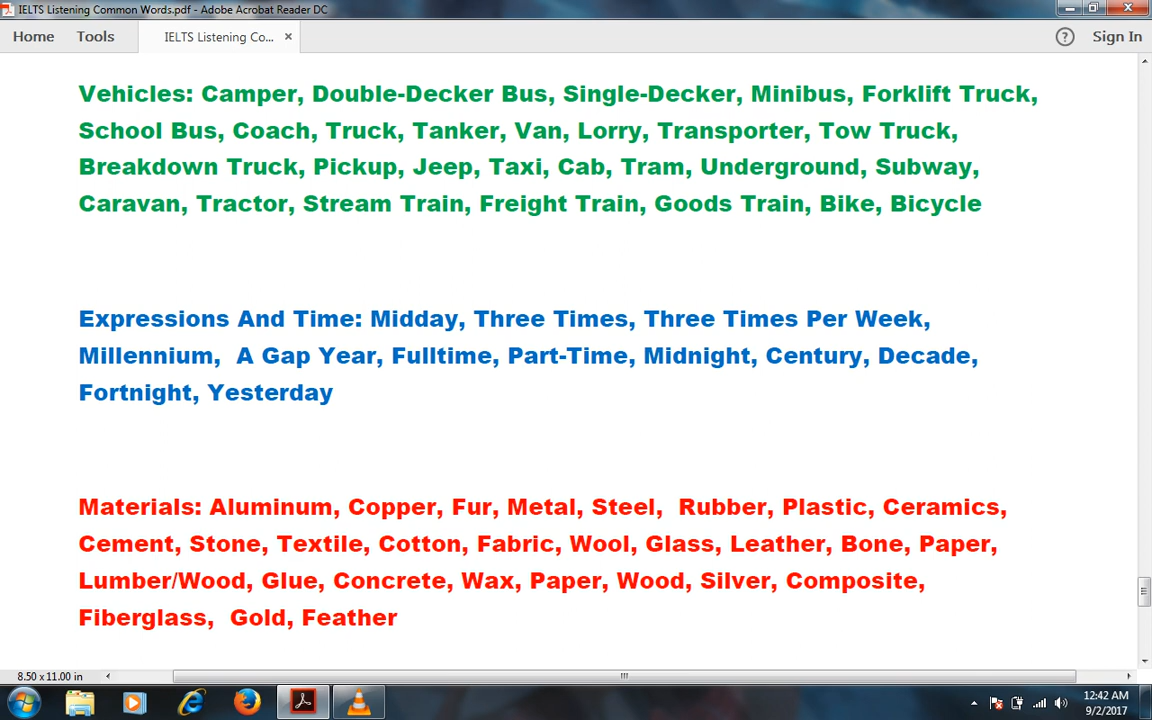 IELTS Listening Common Words.pdf - Adobe Acrobat Reader DC
Home Tools IELTS Listening Co... × ? Sign In
Vehicles: Camper, Double-Decker Bus, Single-Decker, Minibus, Forklift Truck,
School Bus, Coach, Truck, Tanker, Van, Lorry, Transporter, Tow Truck,
Breakdown Truck, Pickup, Jeep, Taxi, Cab, Tram, Underground, Subway,
Caravan, Tractor, Stream Train, Freight Train, Goods Train, Bike, Bicycle
Expressions And Time: Midday, Three Times, Three Times Per Week,
Millennium, A Gap Year, Fulltime, Part-Time, Midnight, Century, Decade,
Fortnight, Yesterday
Materials: Aluminum, Copper, Fur, Metal, Steel, Rubber, Plastic, Ceramics,
Cement, Stone, Textile, Cotton, Fabric, Wool, Glass, Leather, Bone, Paper,
Lumber/Wood, Glue, Concrete, Wax, Paper, Wood, Silver, Composite,
Fiberglass, Gold, Feather
8.50 x 11.00 in
12:42 AM
9/2/2017